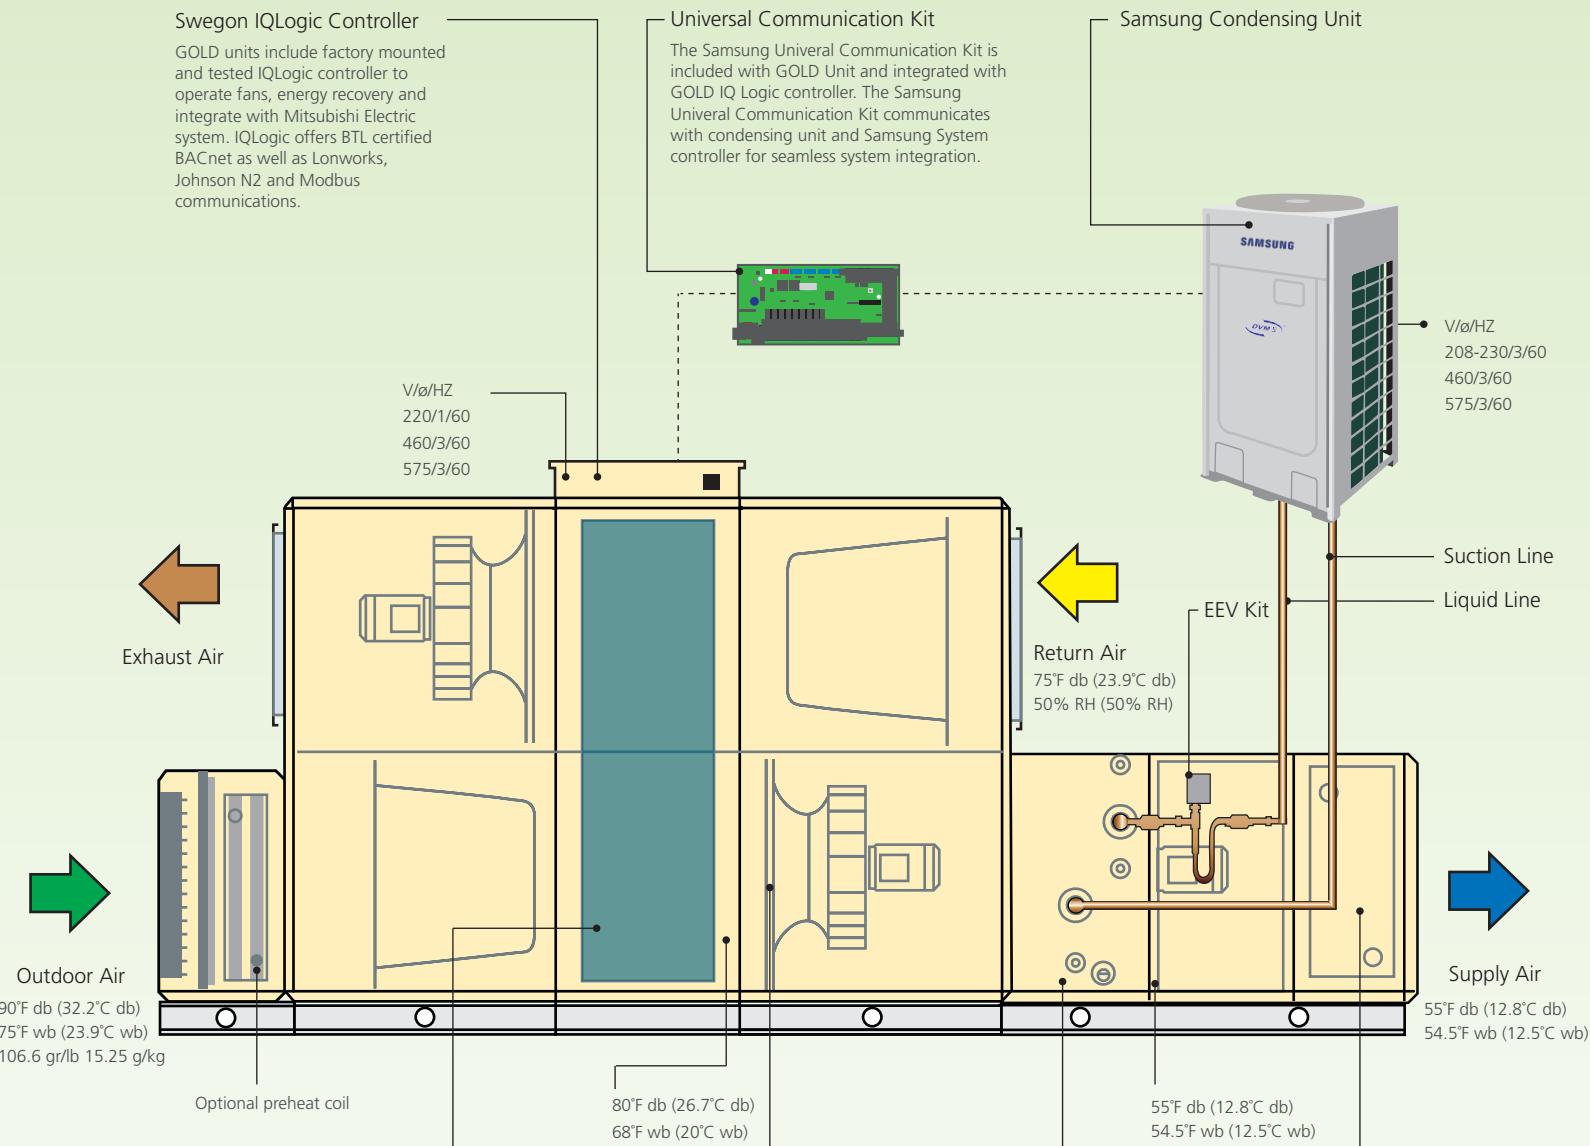 Swegon IQLogic Controller
GOLD units include factory mounted
and tested IQLogic controller to
operate fans, energy recovery and
integrate with Mitsubishi Electric
system. IQLogic offers BTL certified
BACnet as well as Lonworks,
Johnson N2 and Modbus
communications.
Universal Communication Kit
The Samsung Univeral Communication Kit is
included with GOLD Unit and integrated with
GOLD IQ Logic controller. The Samsung
Univeral Communication Kit communicates
with condensing unit and Samsung System
controller for seamless system integration.
Samsung Condensing Unit
SAMSUNG
DVM S
V/ø/HZ
208-230/3/60
460/3/60
575/3/60
V/ø/HZ
220/1/60
460/3/60
575/3/60
Suction Line
Liquid Line
EEV Kit
Exhaust Air
Return Air
75°F db (23.9°C db)
50% RH (50% RH)
Outdoor Air
90°F db (32.2°C db)
75°F wb (23.9°C wb)
106.6 gr/lb 15.25 g/kg
Supply Air
55°F db (12.8°C db)
54.5°F wb (12.5°C wb)
Optional preheat coil
80°F db (26.7°C db)
68°F wb (20°C wb)
55°F db (12.8°C db)
54.5°F wb (12.5°C wb)